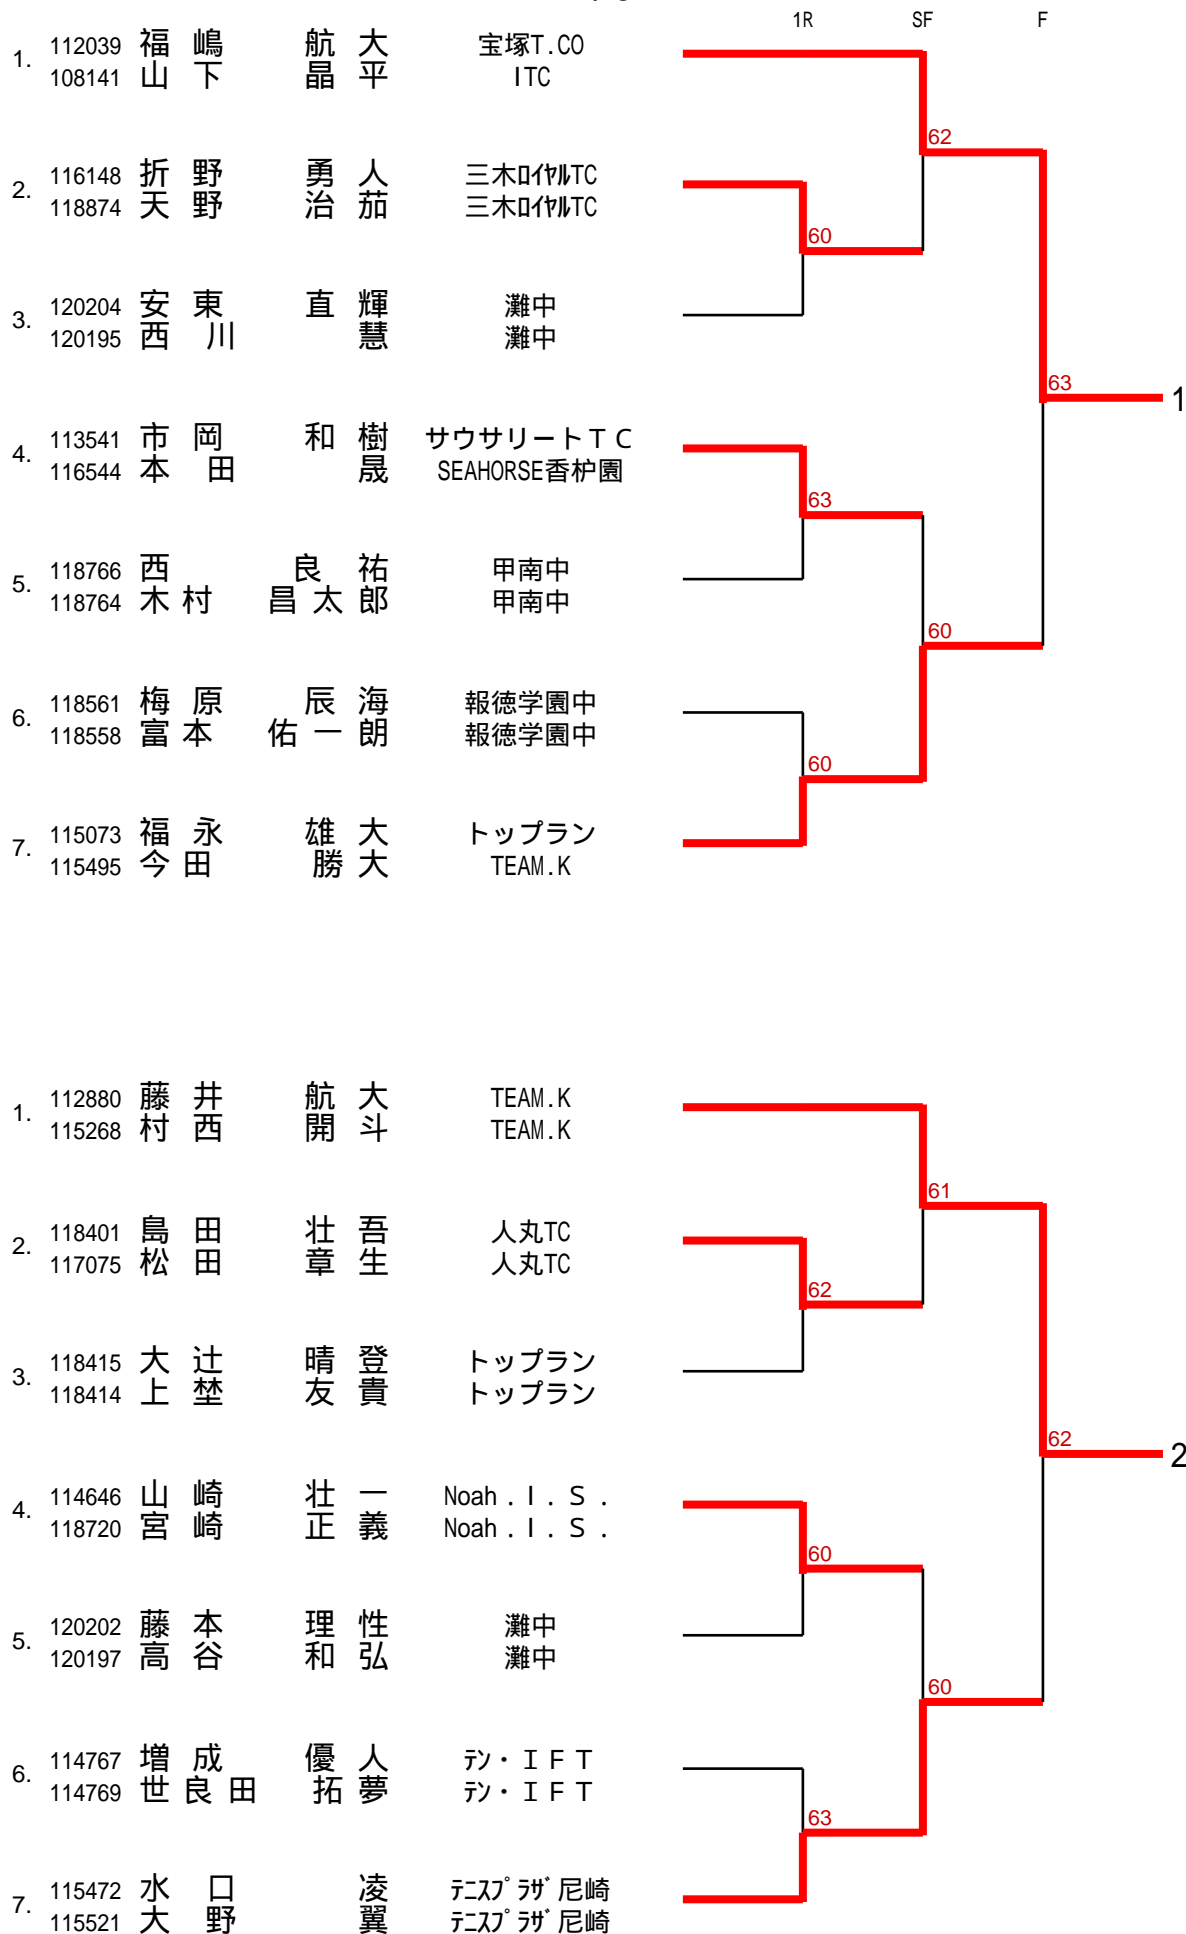 1R SF F
1. 112039 福嶋 航大 宝塚T.CO
108141 山下 晶平 ITC
62
2. 116148 折野 勇人 三木ﾛｲﾔﾙTC
118874 天野 治茄 三木ﾛｲﾔﾙTC
60
3. 120204 安東 直輝 灘中
120195 西川 慧 灘中
63 1
4. 113541 市岡 和樹 サウサリートＴＣ
116544 本田 晟 SEAHORSE香枦園
63
5. 118766 西 良祐 甲南中
118764 木村 昌太郎 甲南中
60
6. 118561 梅原 辰海 報徳学園中
118558 富本 佑一朗 報徳学園中
60
7. 115073 福永 雄大 トップラン
115495 今田 勝大 TEAM.K
1. 112880 藤井 航大 TEAM.K
115268 村西 開斗 TEAM.K
61
2. 118401 島田 壮吾 人丸TC
117075 松田 章生 人丸TC
62
3. 118415 大辻 晴登 トップラン
118414 上埜 友貴 トップラン
62 2
4. 114646 山崎 壮一 Noah．Ｉ．Ｓ．
118720 宮崎 正義 Noah．Ｉ．Ｓ．
60
5. 120202 藤本 理性 灘中
120197 高谷 和弘 灘中
60
6. 114767 増成 優人 ﾃﾝ・ＩＦＴ
114769 世良田 拓夢 ﾃﾝ・ＩＦＴ
63
7. 115472 水口 凌 ﾃﾆｽﾌﾟﾗｻﾞ尼崎
115521 大野 翼 ﾃﾆｽﾌﾟﾗｻﾞ尼崎